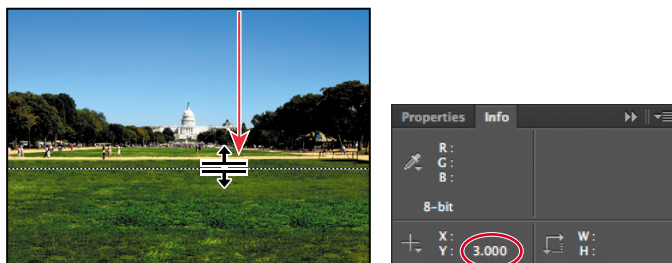 Properties Info
R:
G:
B:
8-bit
X:
Y: 3.000
W:
H: